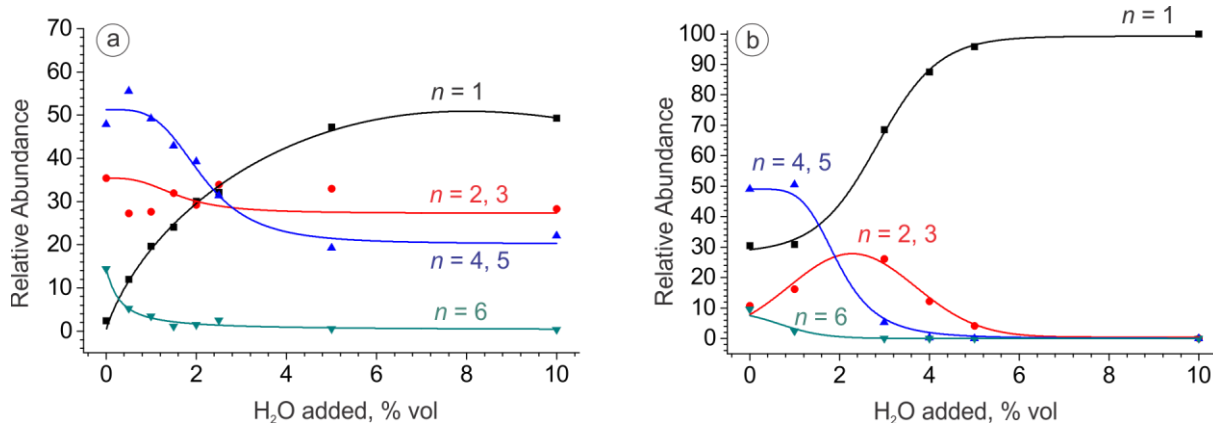 a
70
60
50
40
30
20
10
0
Relative Abundance
n = 1
n = 2, 3
n = 4, 5
n = 6
0 2 4 6 8 10
H₂O added, % vol
b
100
90
80
70
60
50
40
30
20
10
0
Relative Abundance
n = 1
n = 4, 5
n = 2, 3
n = 6
0 2 4 6 8 10
H₂O added, % vol